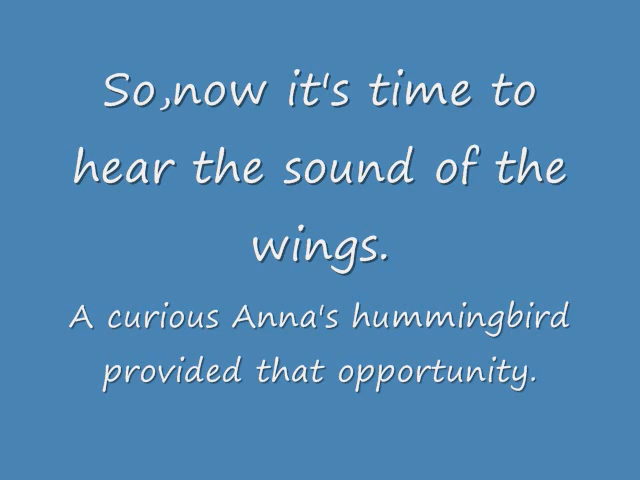 So,now it's time to
hear the sound of the
wings.
A curious Anna's hummingbird
provided that opportunity.